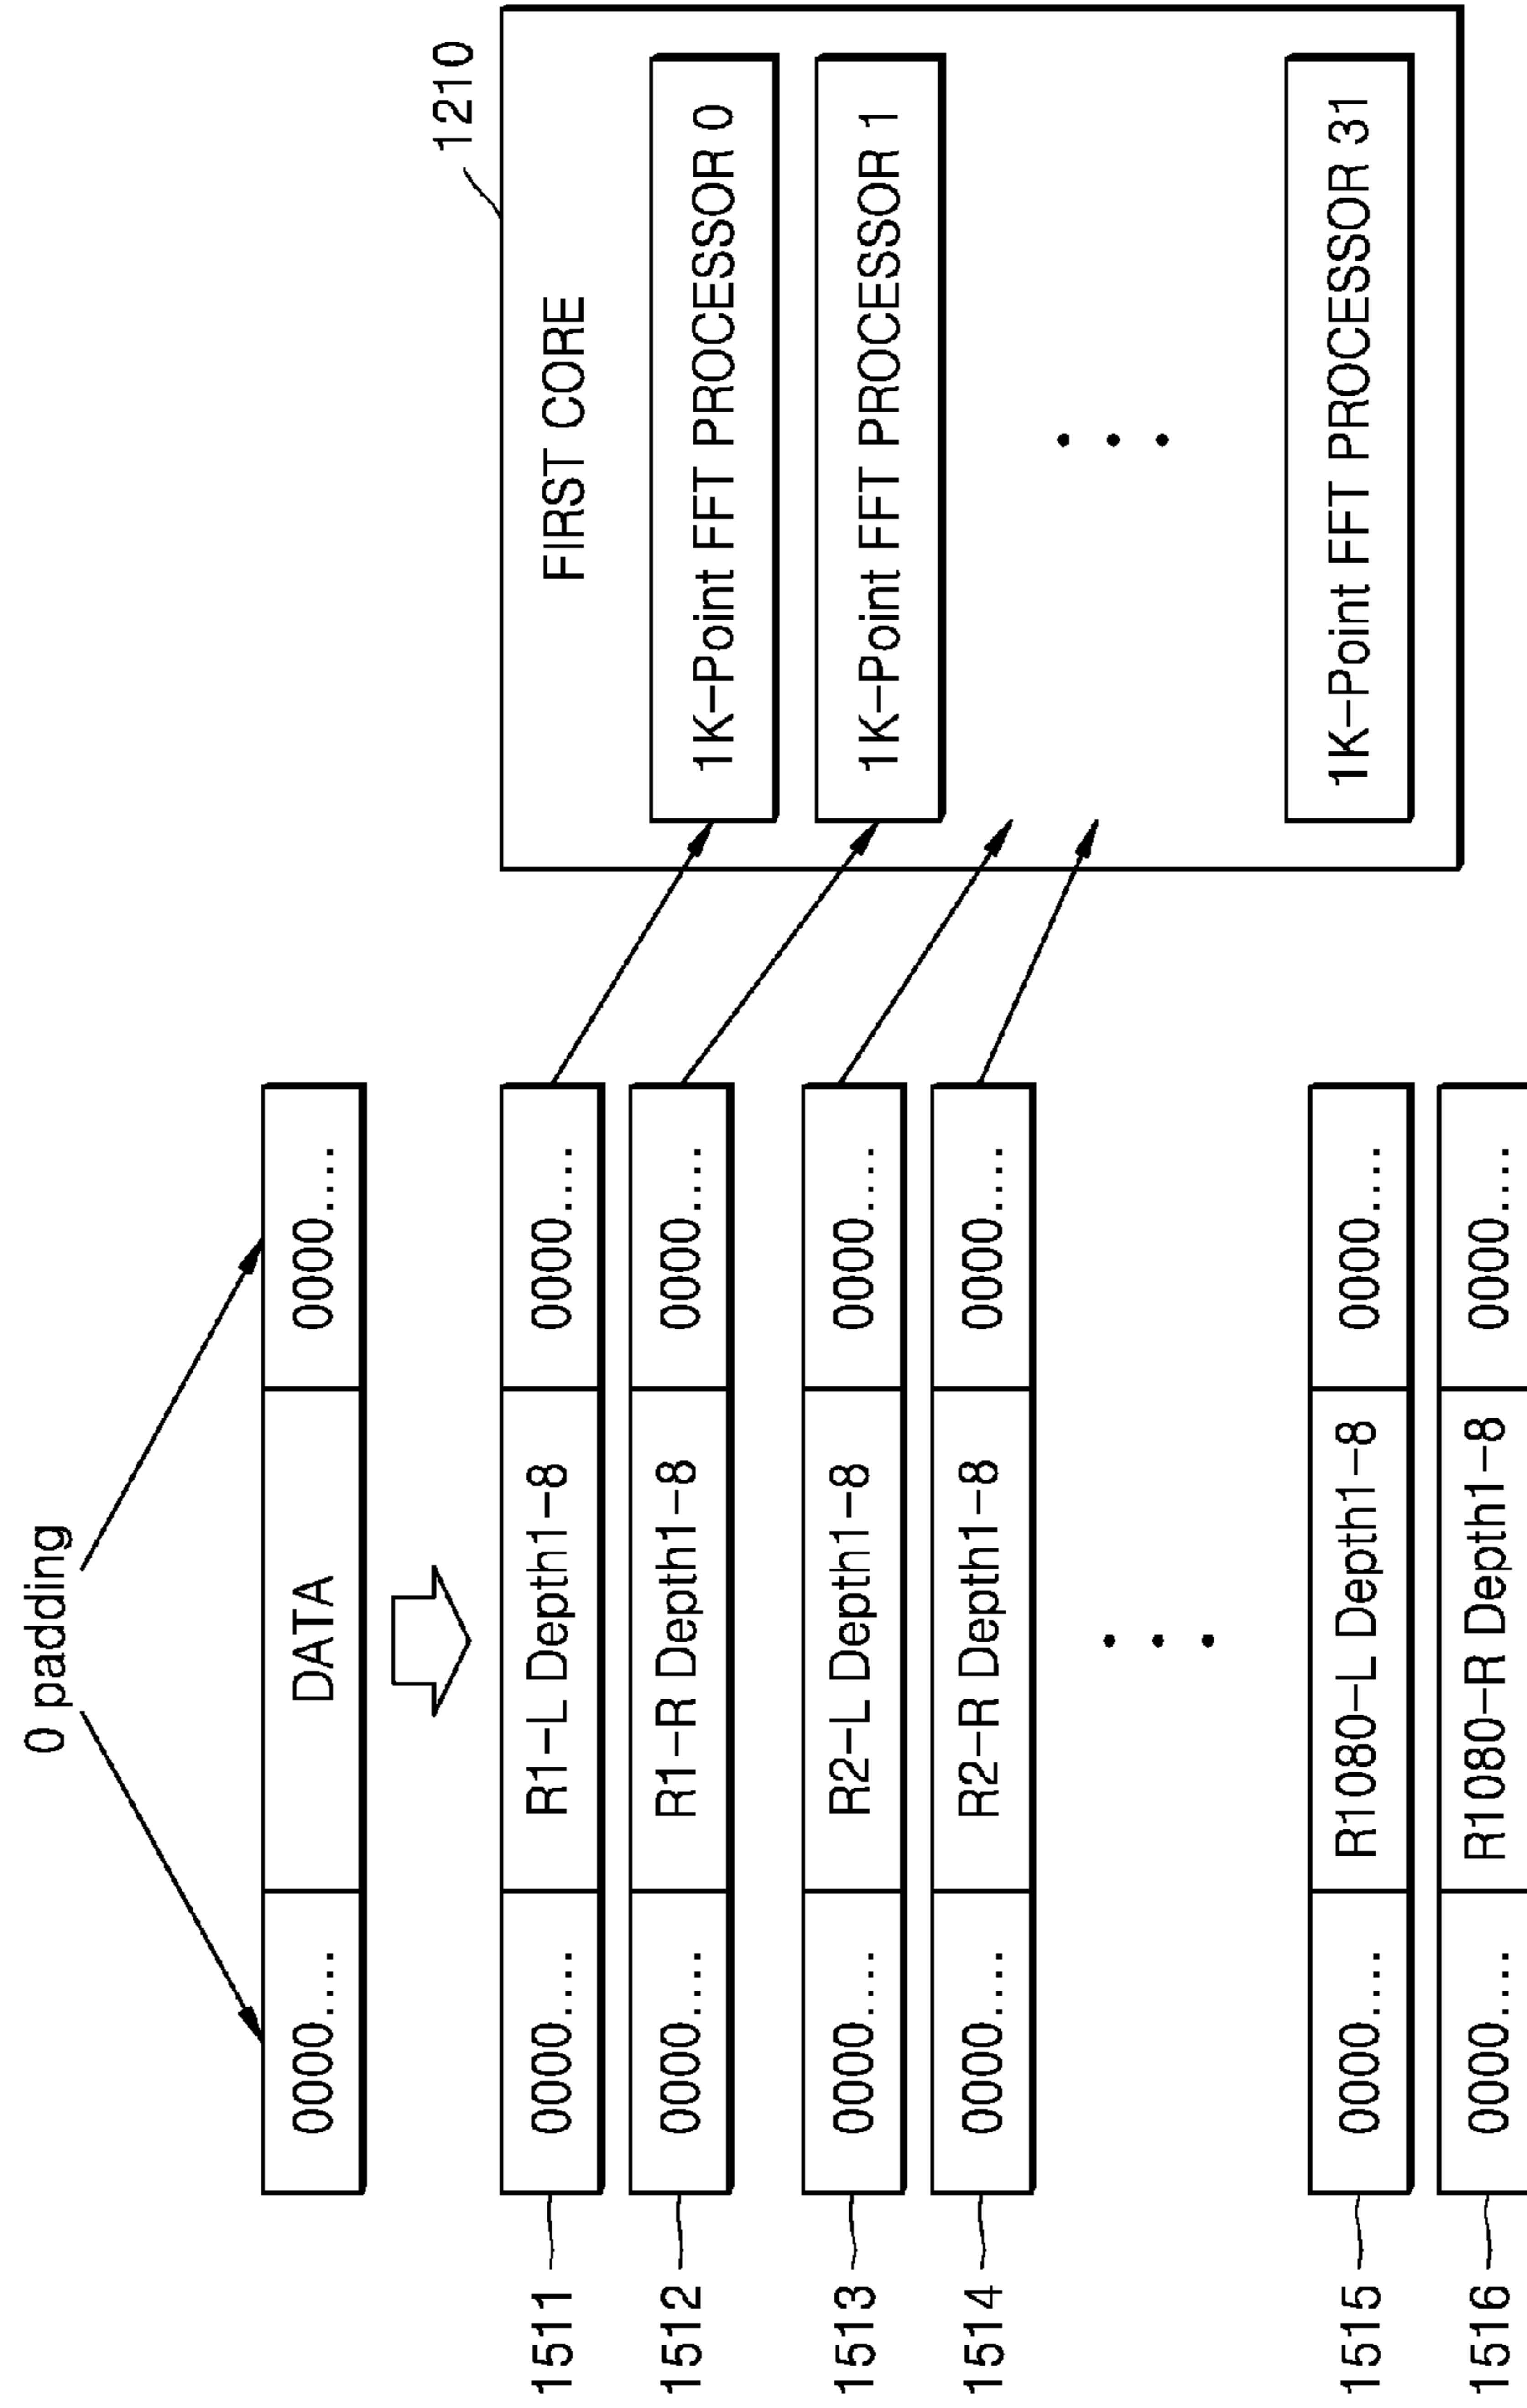 0 padding
0000.... DATA 0000....
1511 0000.... R1-L Depth1-8 0000....
1512 0000.... R1-R Depth1-8 0000....
1513 0000.... R2-L Depth1-8 0000....
1514 0000.... R2-R Depth1-8 0000....
1515 0000.... R1080-L Depth1-8 0000....
1516 0000.... R1080-R Depth1-8 0000....
1210
FIRST CORE
1K-Point FFT PROCESSOR 0
1K-Point FFT PROCESSOR 1
1K-Point FFT PROCESSOR 31